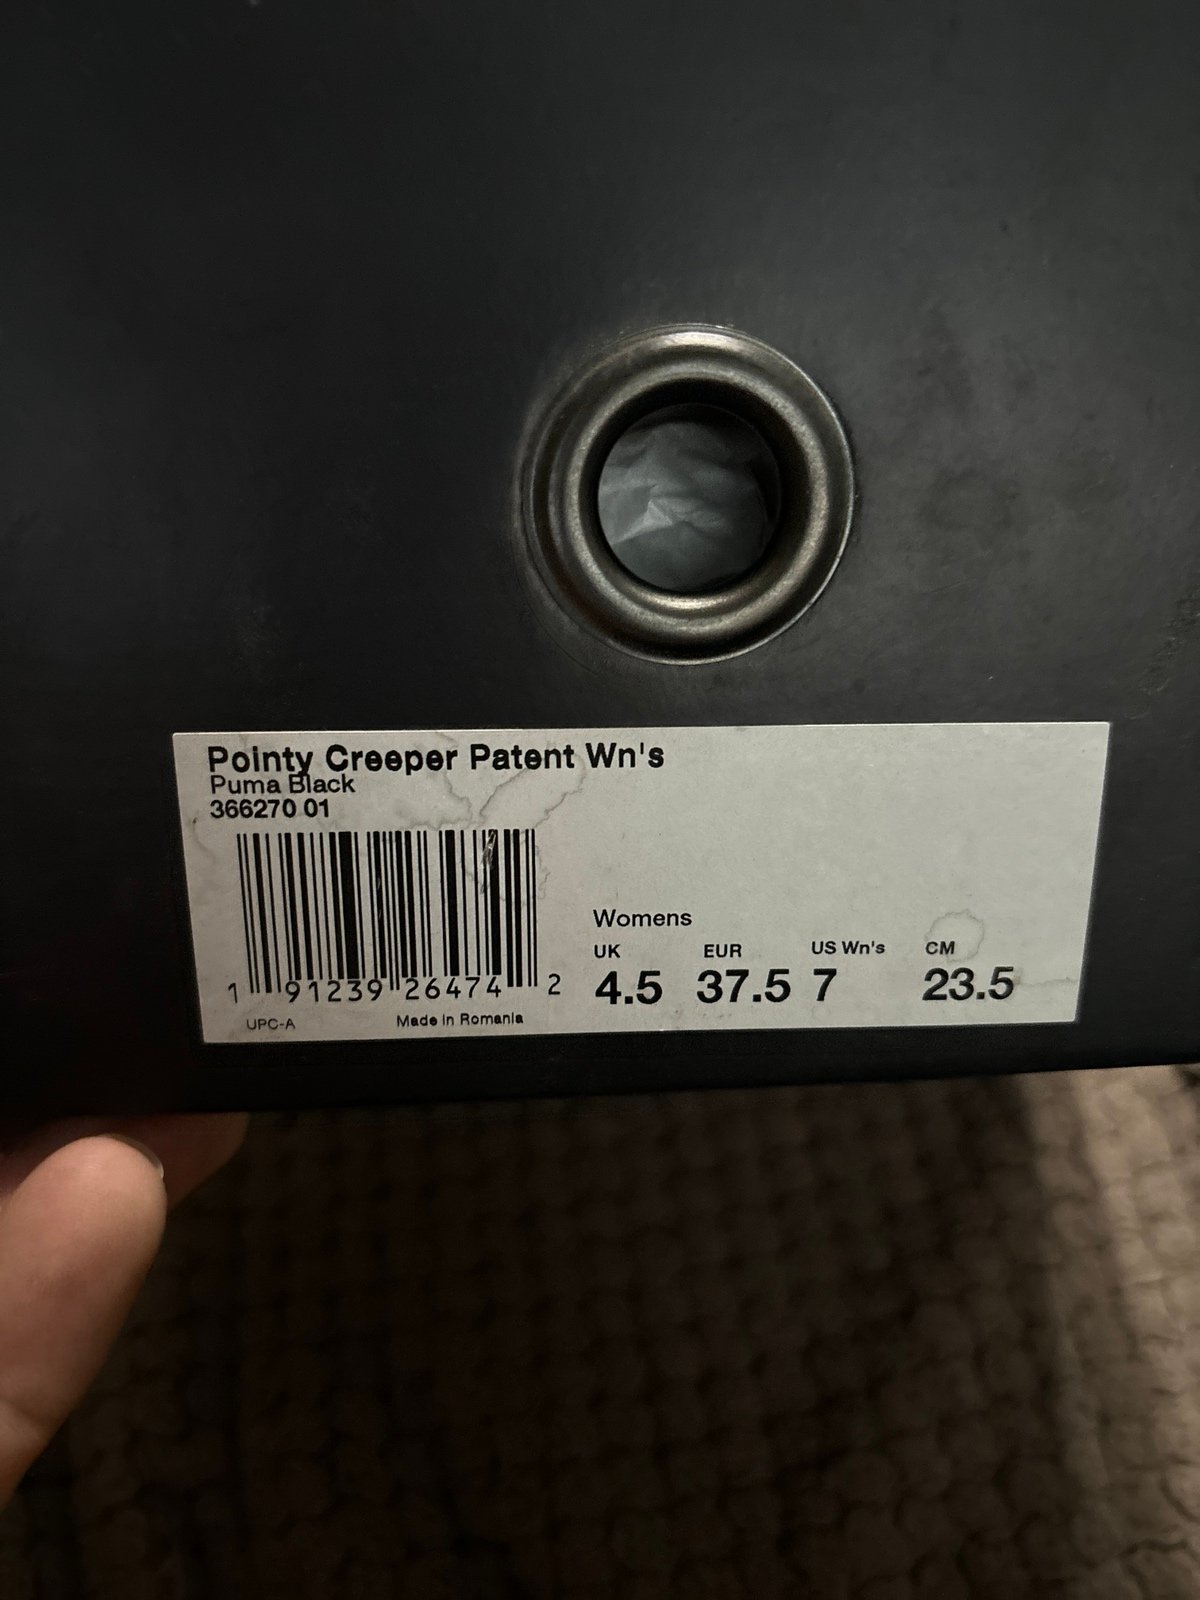 Pointy Creeper Patent Wn's
Puma Black
366270 01
1 91239 26474 2
UPC-A Made in Romania
Womens
UK EUR US Wn's CM
4.5 37.5 7 23.5